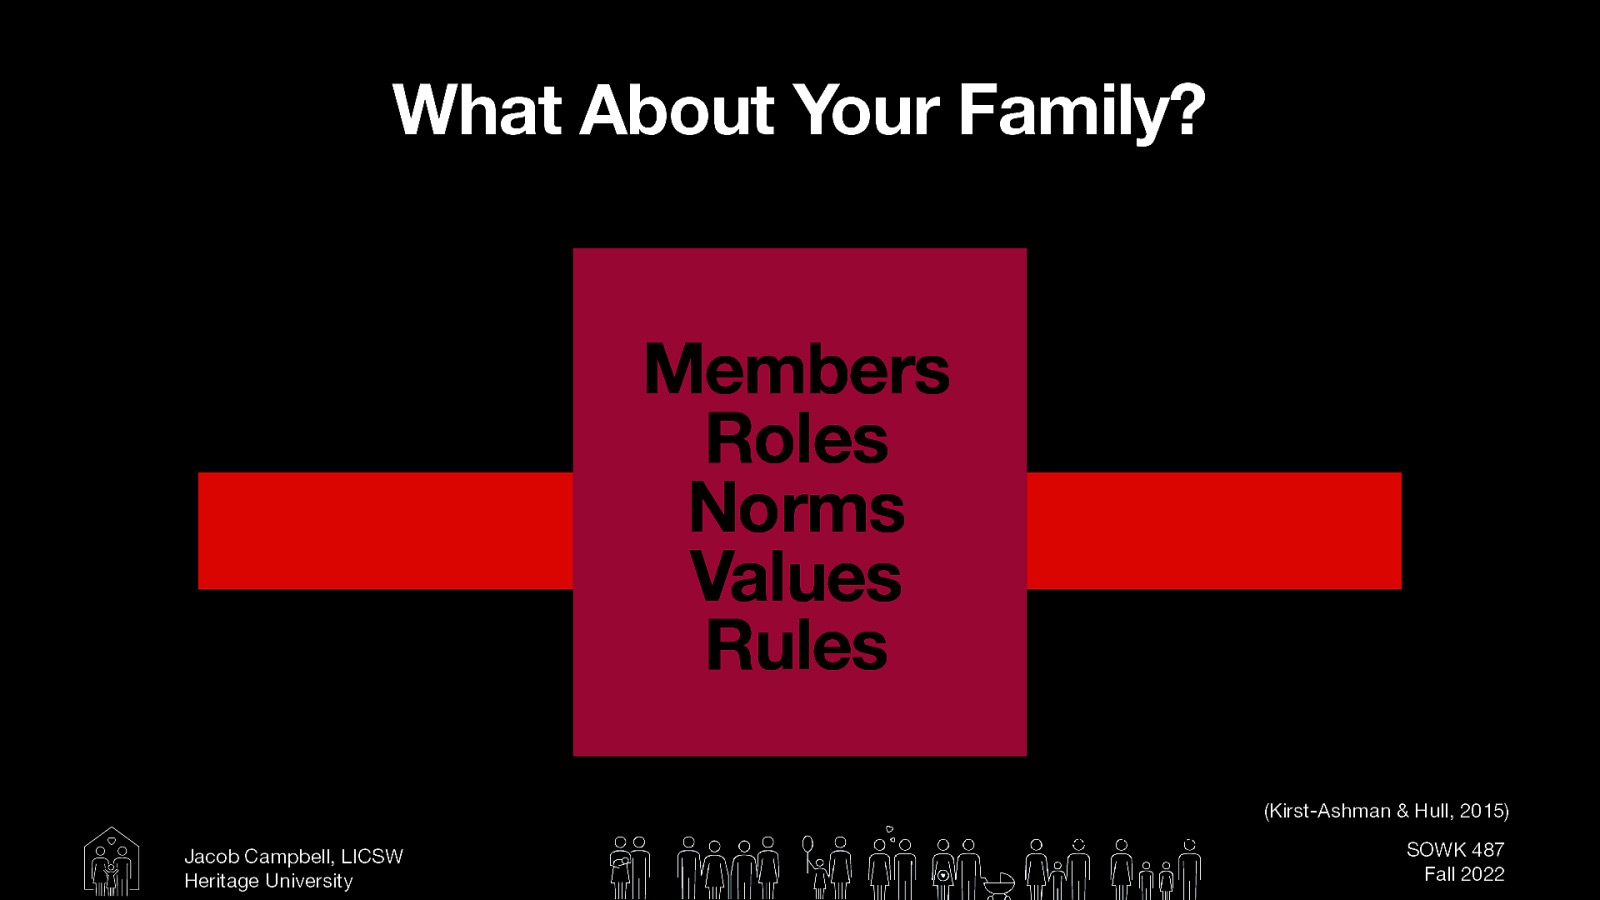 What About Your Family?
Members
Roles
Norms
Values
Rules
(Kirst-Ashman & Hull, 2015)
Jacob Campbell, LICSW
Heritage University
SOWK 487
Fall 2022